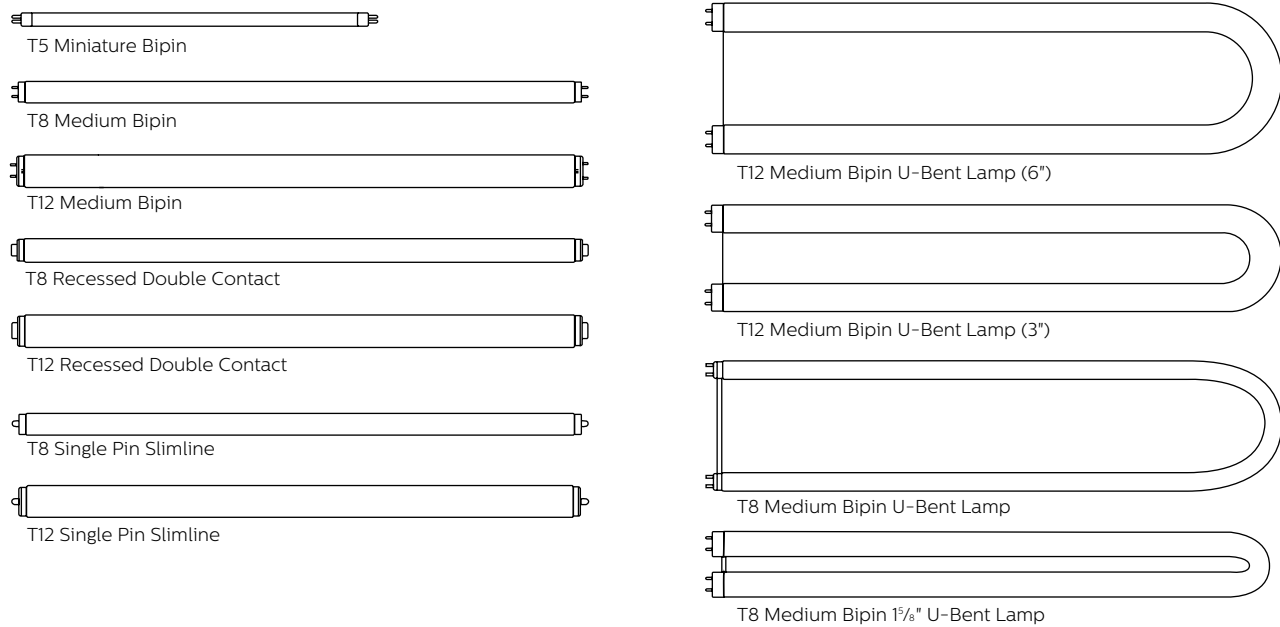 T5 Miniature Bipin
T8 Medium Bipin
T12 Medium Bipin
T8 Recessed Double Contact
T12 Recessed Double Contact
T8 Single Pin Slimline
T12 Single Pin Slimline
T12 Medium Bipin U-Bent Lamp (6")
T12 Medium Bipin U-Bent Lamp (3")
T8 Medium Bipin U-Bent Lamp
T8 Medium Bipin 1⁵/₈" U-Bent Lamp